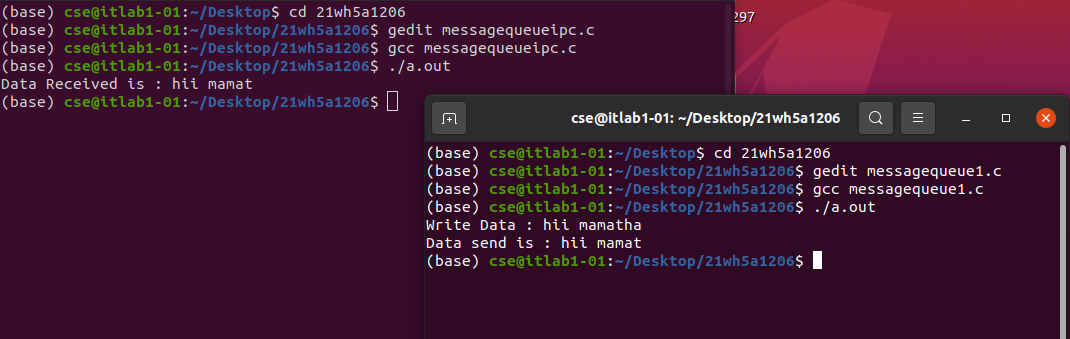 (base) cse@itlab1-01:~/Desktop$ cd 21wh5a1206
(base) cse@itlab1-01:~/Desktop/21wh5a1206$ gedit messagequeueipc.c
(base) cse@itlab1-01:~/Desktop/21wh5a1206$ gcc messagequeueipc.c
(base) cse@itlab1-01:~/Desktop/21wh5a1206$ ./a.out
Data Received is : hii mamat
(base) cse@itlab1-01:~/Desktop/21wh5a1206$
297
cse@itlab1-01: ~/Desktop/21wh5a1206
(base) cse@itlab1-01:~/Desktop$ cd 21wh5a1206
(base) cse@itlab1-01:~/Desktop/21wh5a1206$ gedit messagequeue1.c
(base) cse@itlab1-01:~/Desktop/21wh5a1206$ gcc messagequeue1.c
(base) cse@itlab1-01:~/Desktop/21wh5a1206$ ./a.out
Write Data : hii mamatha
Data send is : hii mamat
(base) cse@itlab1-01:~/Desktop/21wh5a1206$